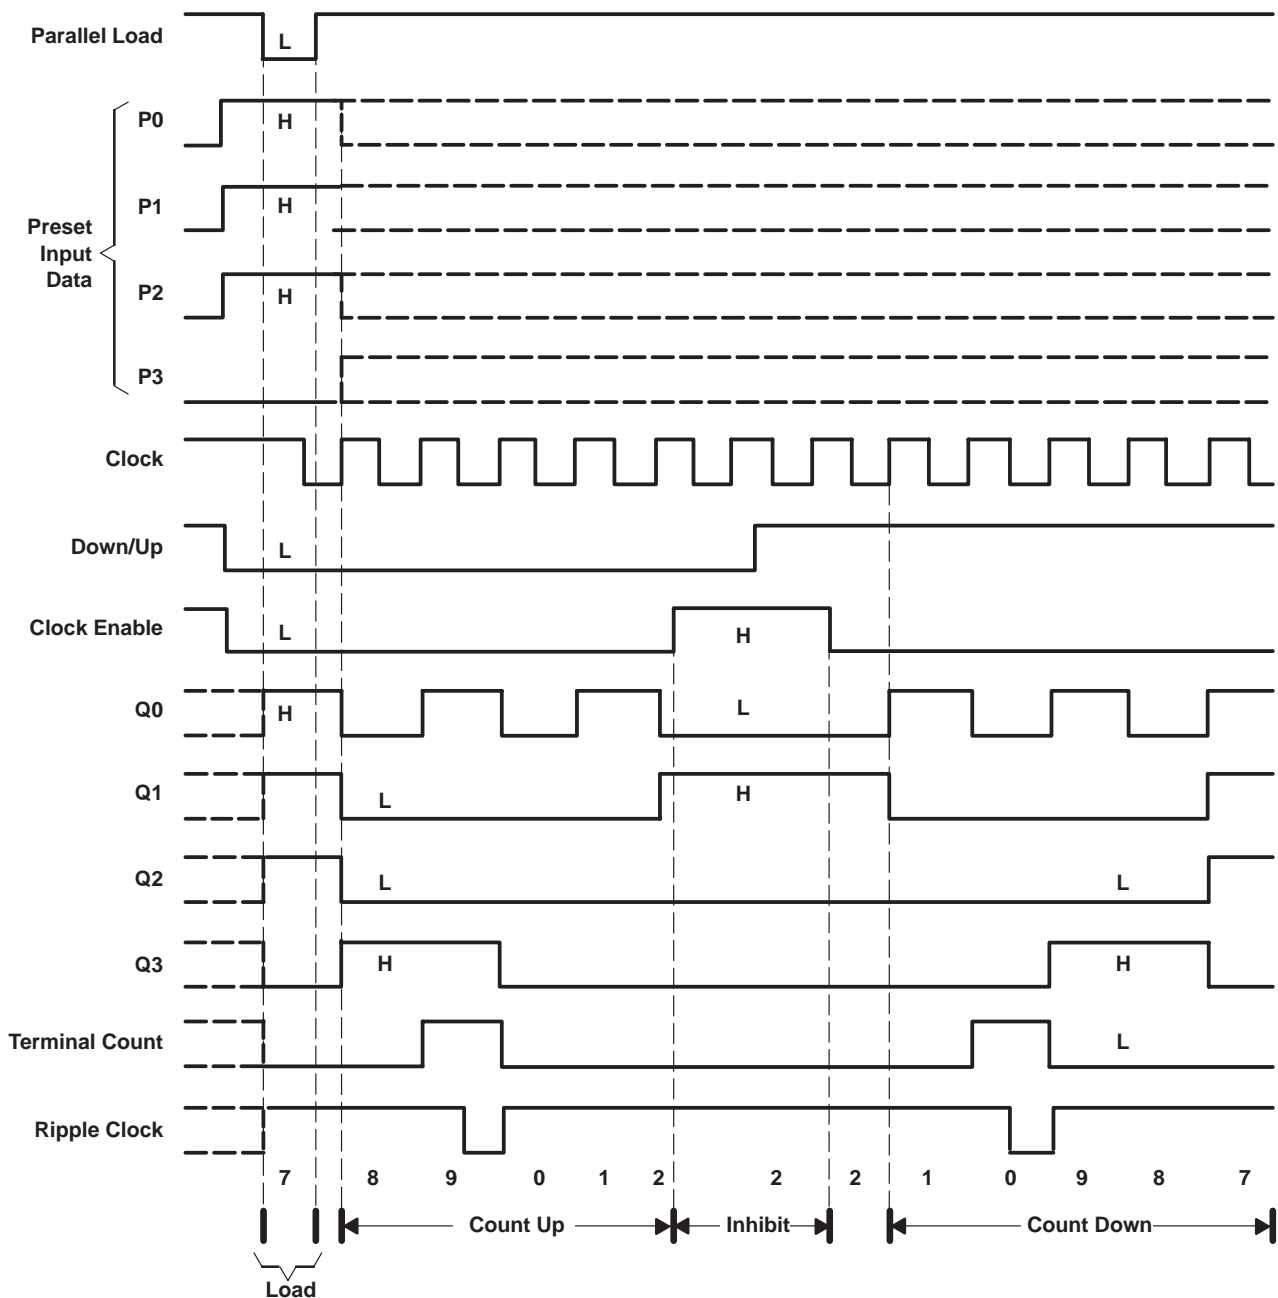 Parallel Load
L
P0
H
P1
H
Preset
Input
Data
P2
H
P3
Clock
Down/Up
L
Clock Enable
L
H
Q0
H
L
Q1
L
H
Q2
L
L
Q3
H
H
Terminal Count
L
Ripple Clock
7 8 9 0 1 2 2 2 1 0 9 8 7
Count Up Inhibit Count Down
Load